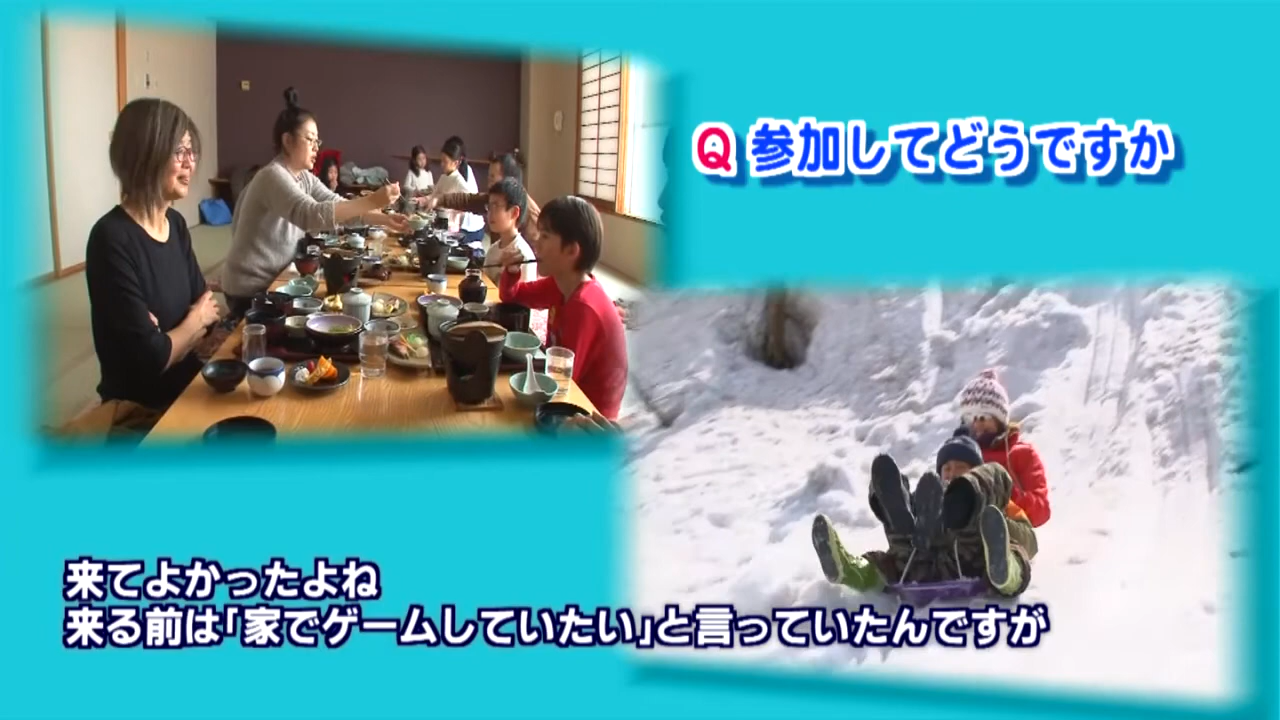 Q 参加してどうですか
来てよかったよね
来る前は「家でゲームしていたい」と言っていたんですが